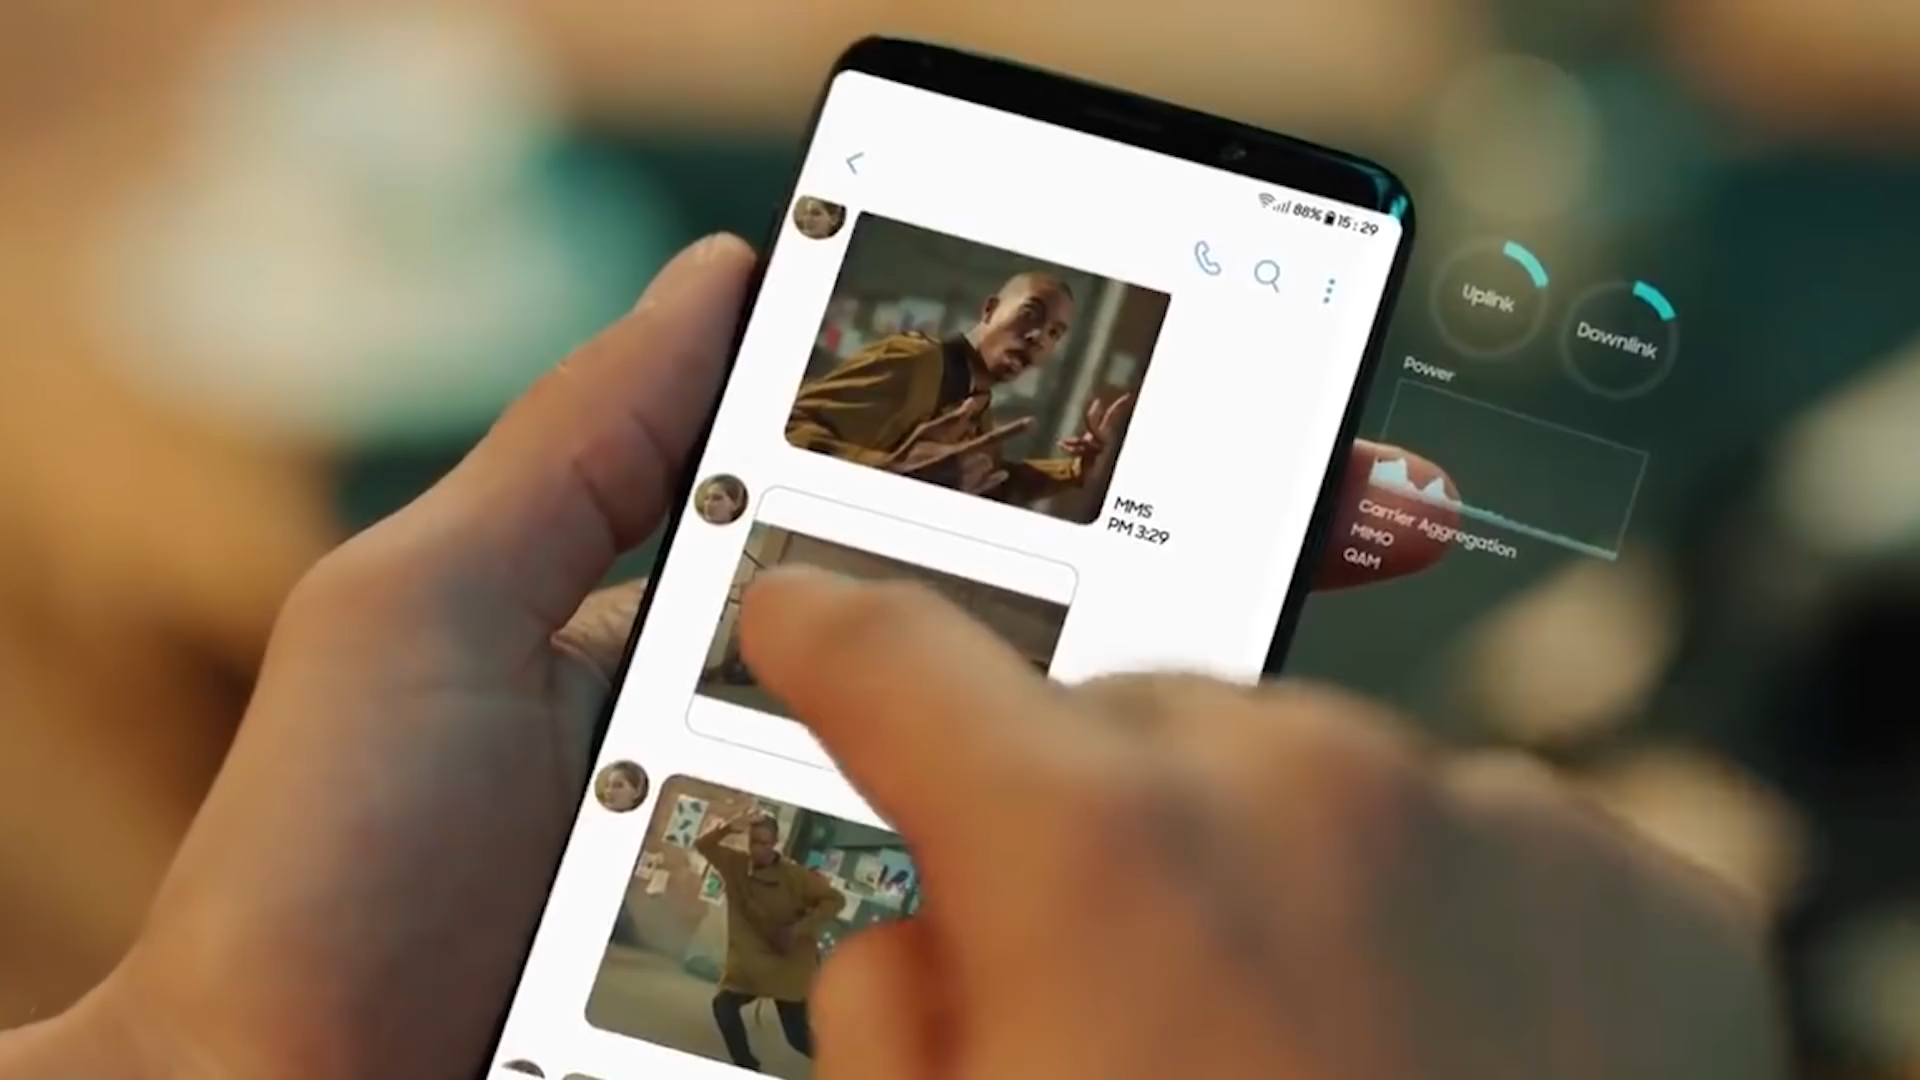 88% 15:29
Uplink
Downlink
Power
MMS
PM 3:29
Carrier Aggregation
MIMO
QAM